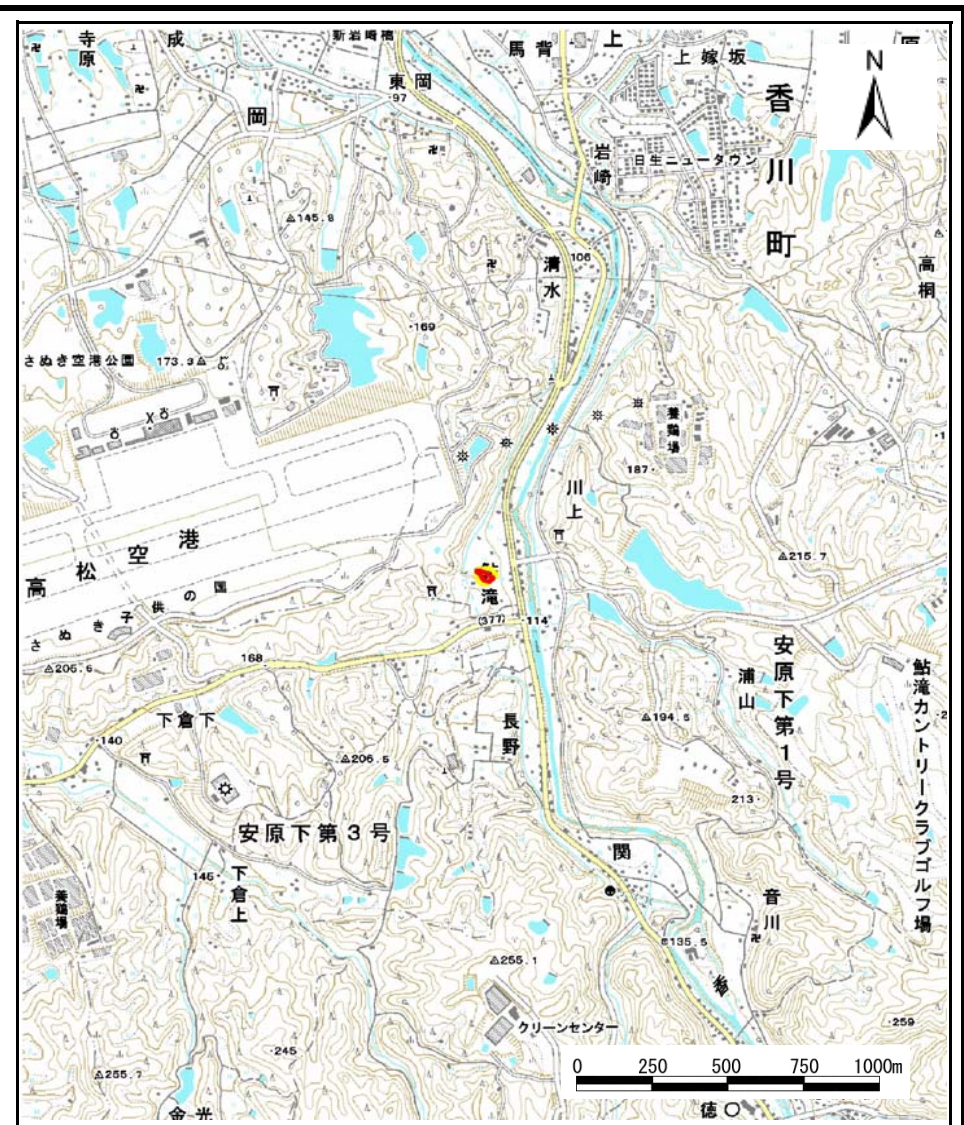 寺原
成
新岩崎橋
馬背
上
上嫁坂
N
東岡
97
岡
香川町
岩崎
日生ニュータウン
145.8
106
清水
高桐
169
さぬき空港公園
173.3
養鶏場
187
川上
高松空港
215.7
さぬき子供の国
滝
(377)
114
206.6
168
安原下第1号
浦山
鮎滝カントリークラブゴルフ場
下倉下
長野
194.5
140
206.5
213
安原下第3号
関
146
下倉上
音川
養鶏場
135.5
255.1
クリーンセンター
259
245
255.7
0 250 500 750 1000m
金光
徳